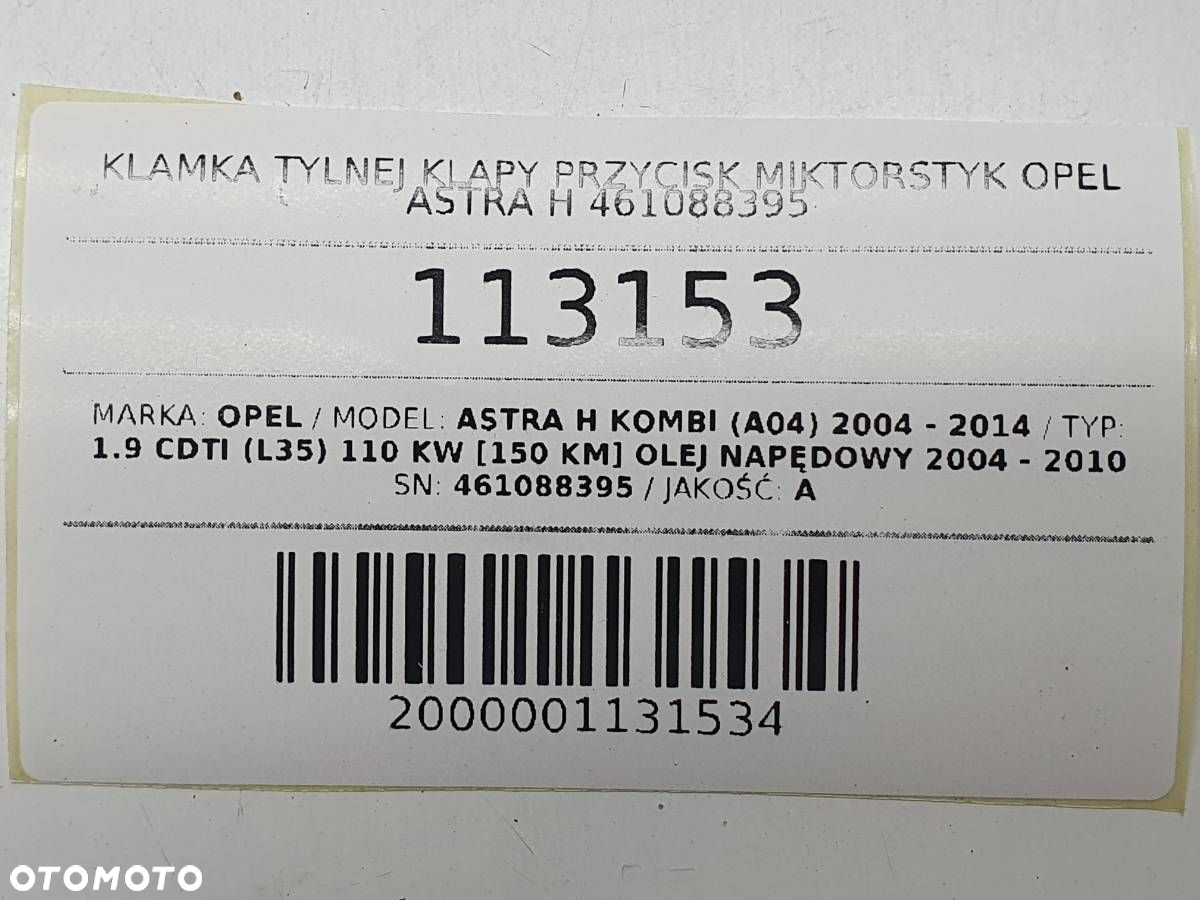 KLAMKA TYLNEJ KLAPY PRZYCISK MIKTORSTYK OPEL
ASTRA H 461088395
113153
MARKA: OPEL / MODEL: ASTRA H KOMBI (A04) 2004 - 2014 / TYP:
1.9 CDTI (L35) 110 KW [150 KM] OLEJ NAPĘDOWY 2004 - 2010
SN: 461088395 / JAKOŚĆ: A
2000001131534
OTOMOTO